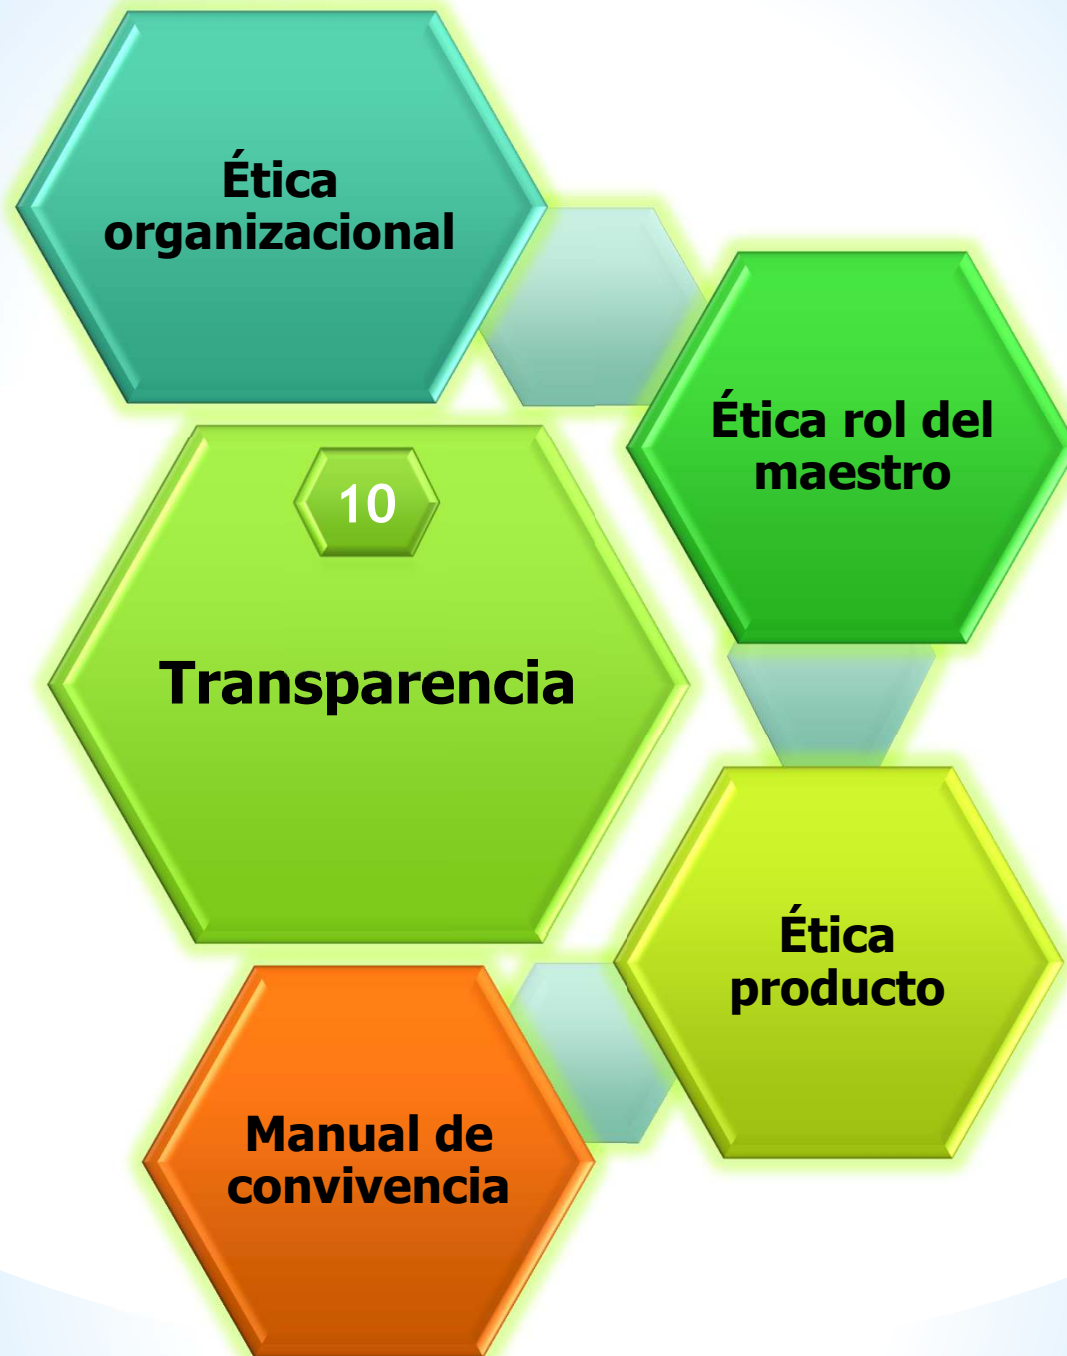 Ética
organizacional
Ética rol del
maestro
10
Transparencia
Ética
producto
Manual de
convivencia